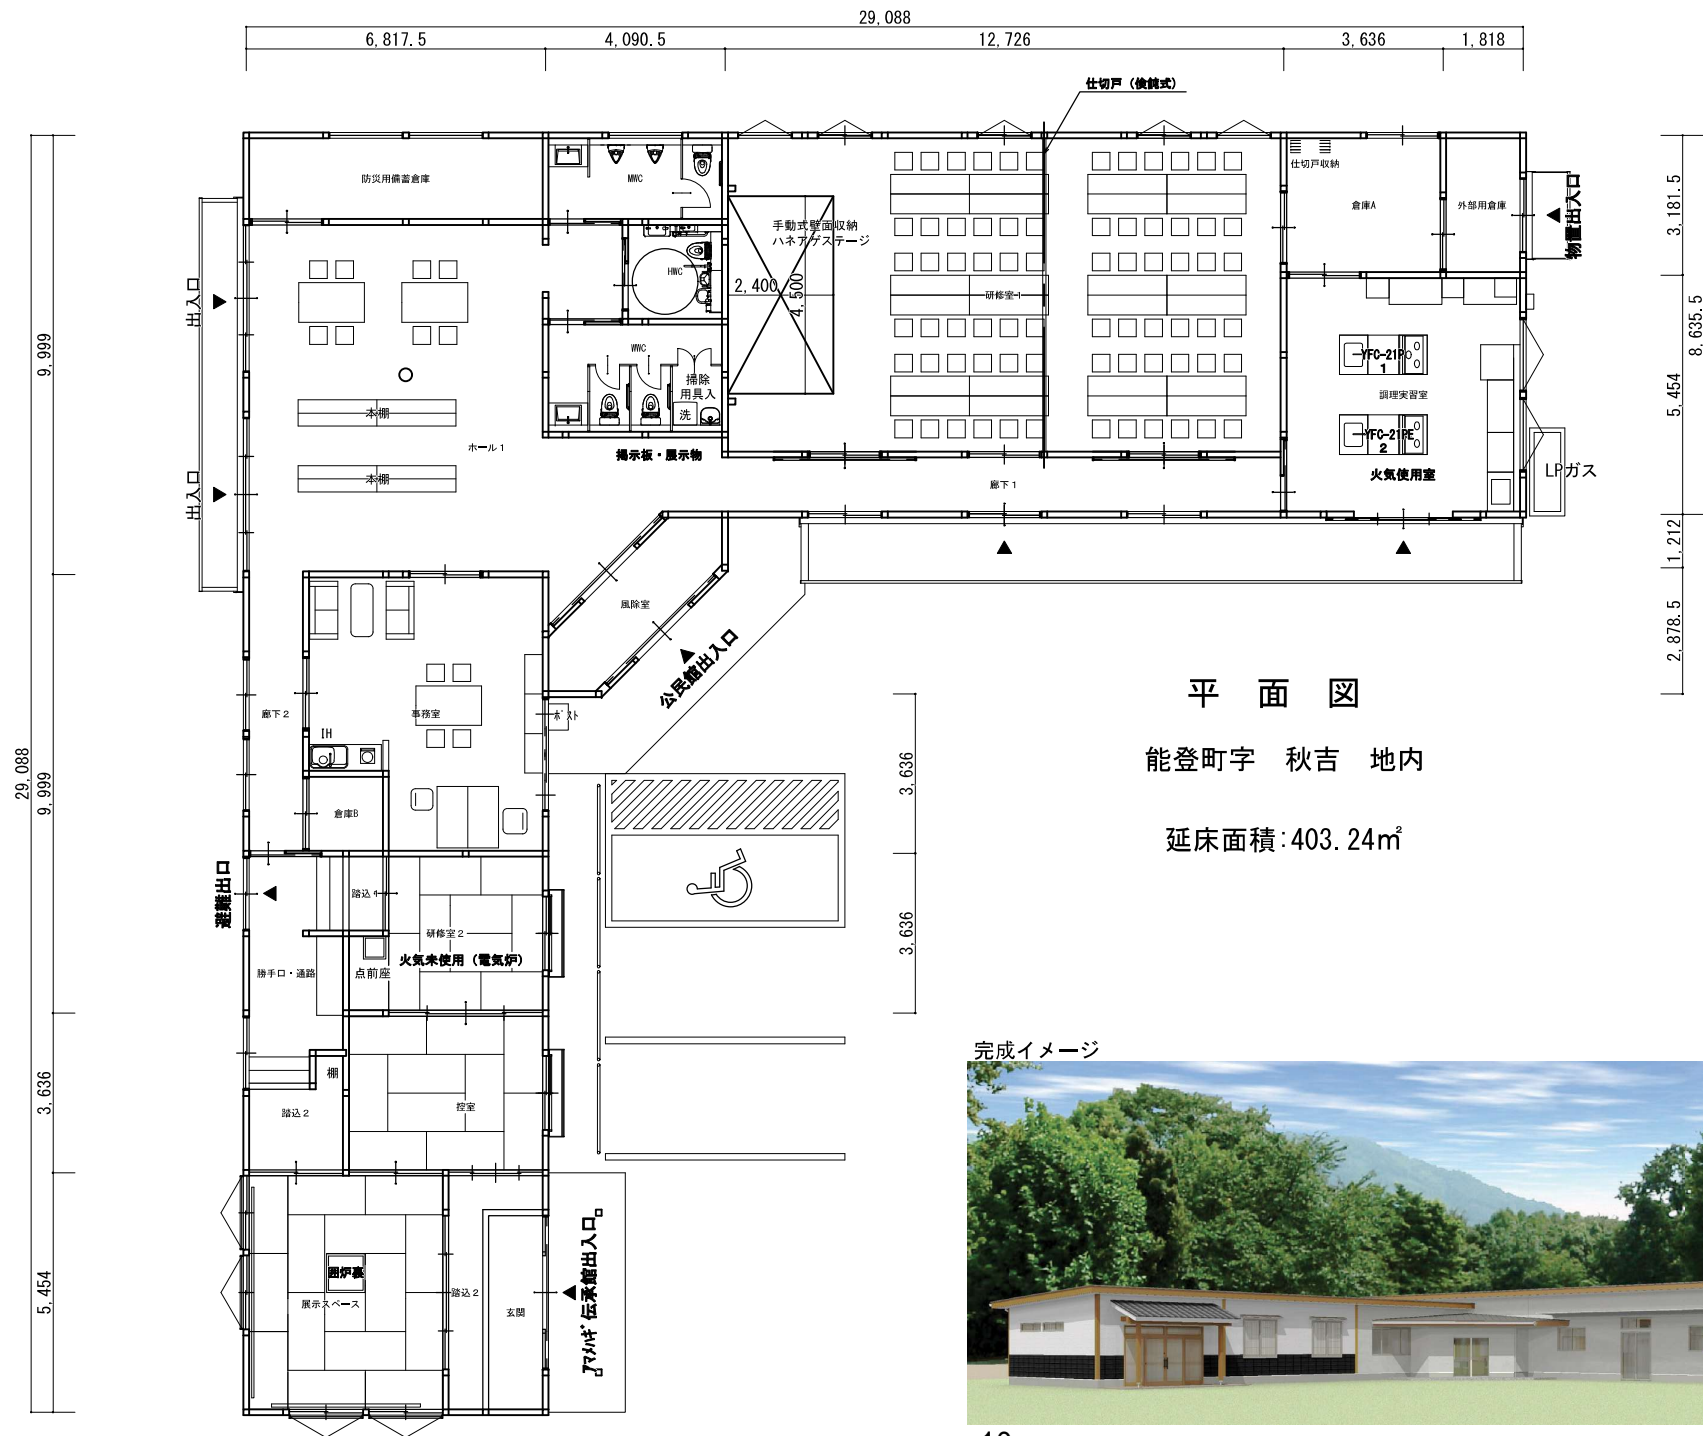 29,088
6,817.5
4,090.5
12,726
3,636
1,818
仕切戸（倹飩式）
防災用備蓄倉庫
MWC
手動式壁面収納
ハネアゲステージ
2,400
4,500
研修室-1
仕切戸収納
倉庫A
外部用倉庫
物置出入口
3,181.5
8,635.5
5,454
1,212
2,878.5
出入口
出入口
9,999
29,088
9,999
3,636
5,454
HWC
WWC
掃除
用具入
洗
本棚
本棚
ホール1
掲示板・展示物
廊下1
YFC-21P
1
調理実習室
YFC-21PE
2
火気使用室
LPガス
風除室
公民館出入口
ポスト
廊下2
事務室
IH
倉庫B
避難出口
踏込1
研修室2
火気未使用（電気炉）
点前座
勝手口・通路
棚
踏込2
控室
囲炉裏
展示スペース
踏込2
玄関
アマメハギ伝承館出入口
3,636
3,636
平 面 図
能登町字 秋吉 地内
延床面積:403.24㎡
完成イメージ